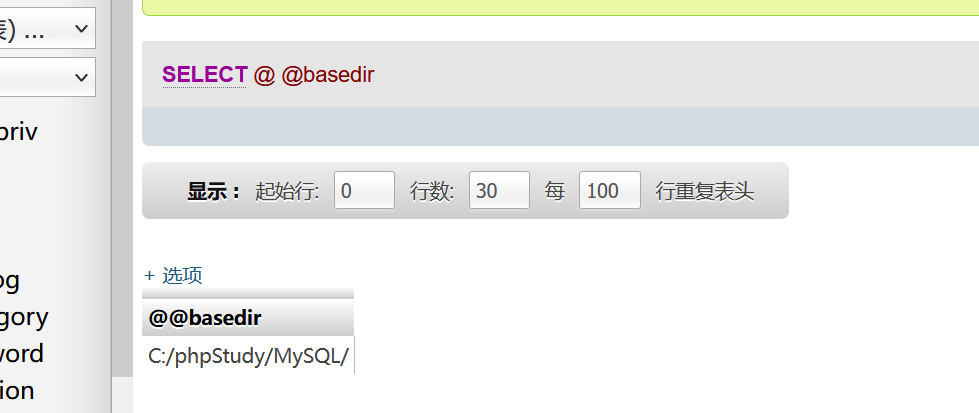 表) ...
SELECT @ @basedir
priv
显示： 起始行: 0 行数: 30 每 100 行重复表头
+ 选项
og
@@basedir
gory
word
C:/phpStudy/MySQL/
ion